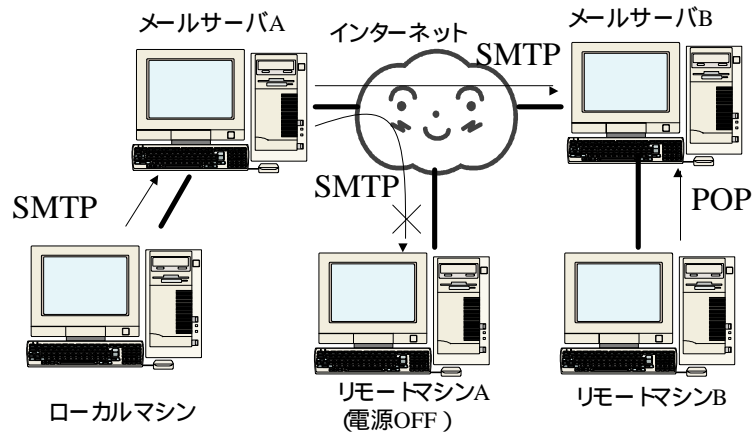 メールサーバA
インターネット
メールサーバB
SMTP
SMTP
SMTP
POP
ローカルマシン
リモートマシンA
(電源OFF)
リモートマシンB